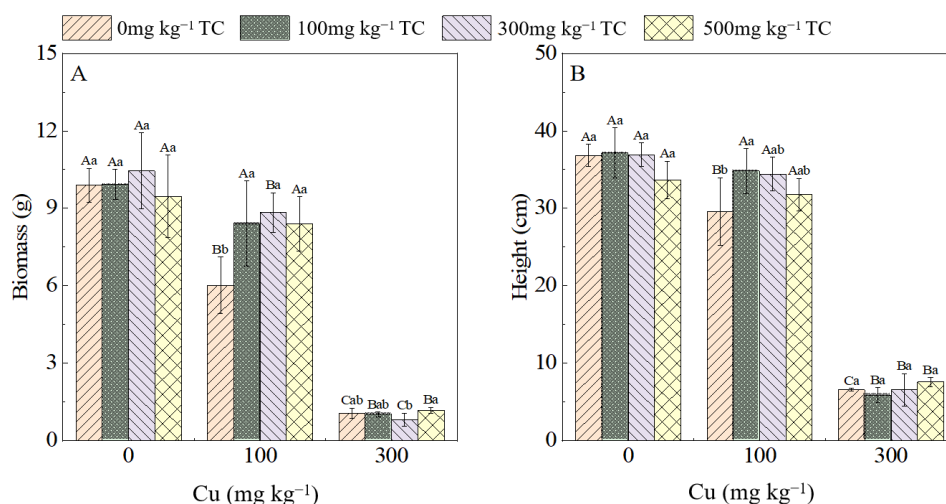 0mg kg⁻¹ TC 100mg kg⁻¹ TC 300mg kg⁻¹ TC 500mg kg⁻¹ TC
A
Biomass (g)
15
12
9
6
3
0
Aa Aa Aa Aa
Bb Aa Ba Aa
Cab Bab Cb Ba
0 100 300
Cu (mg kg⁻¹)
B
Height (cm)
50
40
30
20
10
0
Aa Aa Aa Aa
Bb Aa Aab Aab
Ca Ba Ba Ba
0 100 300
Cu (mg kg⁻¹)